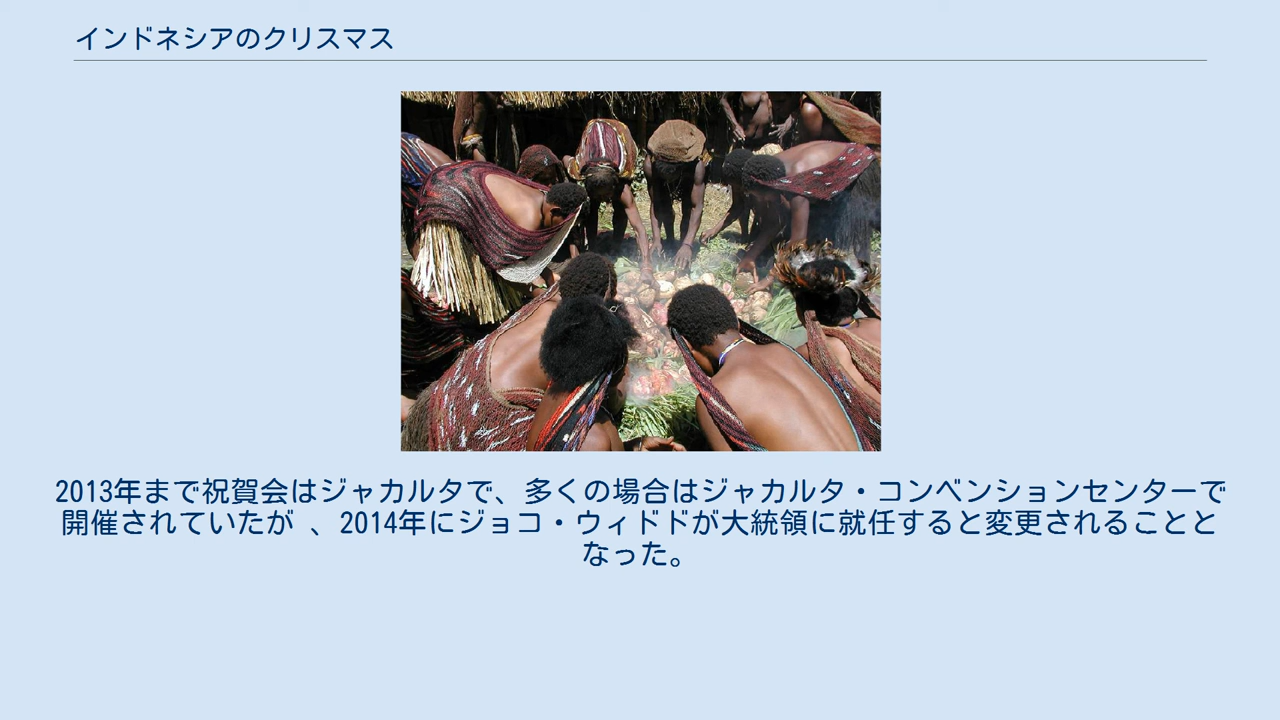 インドネシアのクリスマス
2013年まで祝賀会はジャカルタで、多くの場合はジャカルタ・コンベンションセンターで
開催されていたが 、2014年にジョコ・ウィドドが大統領に就任すると変更されることと
なった。